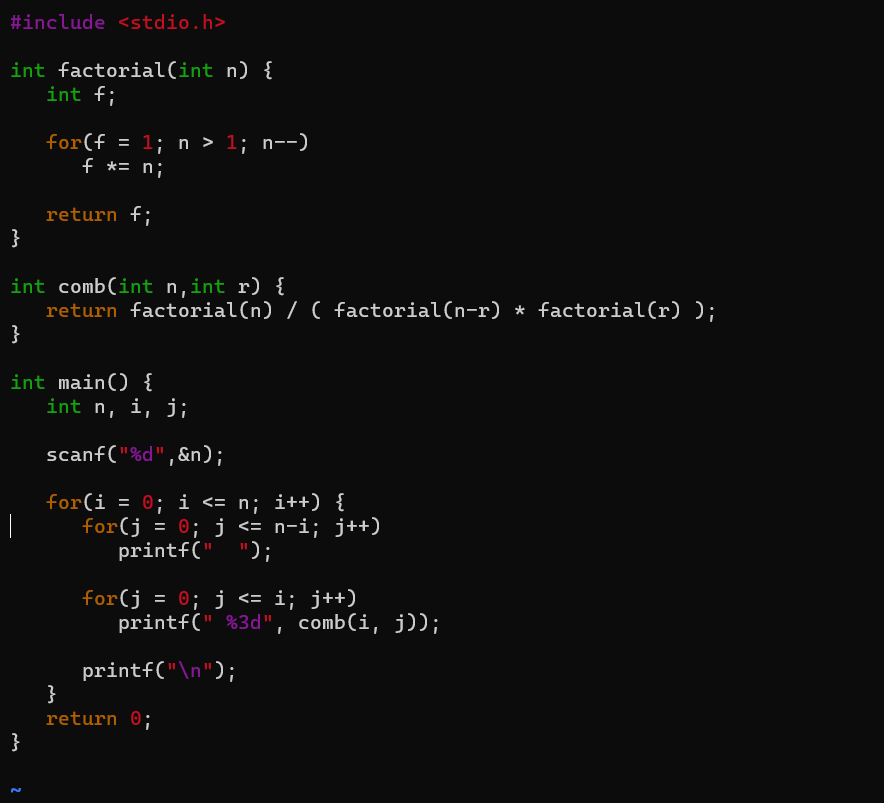 #include <stdio.h>

int factorial(int n) {
   int f;

   for(f = 1; n > 1; n--)
      f *= n;

   return f;
}

int comb(int n,int r) {
   return factorial(n) / ( factorial(n-r) * factorial(r) );
}

int main() {
   int n, i, j;

   scanf("%d",&n);

   for(i = 0; i <= n; i++) {
      for(j = 0; j <= n-i; j++)
         printf("  ");

      for(j = 0; j <= i; j++)
         printf(" %3d", comb(i, j));

      printf("\n");
   }
   return 0;
}

~